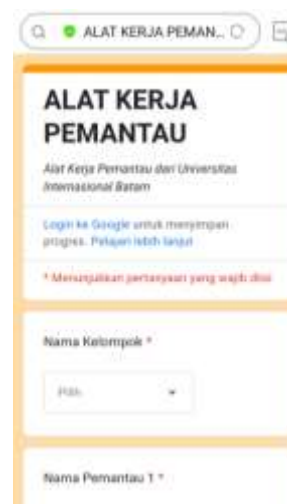 ALAT KERJA PEMAN...
ALAT KERJA
PEMANTAU
Alat Kerja Pemantau dari Universitas
Internasional Batam
Login ke Google untuk menyimpan
progres. Pelajari lebih lanjut
* Menunjukkan pertanyaan yang wajib diisi
Nama Kelompok *
Pilih
Nama Pemantau 1 *